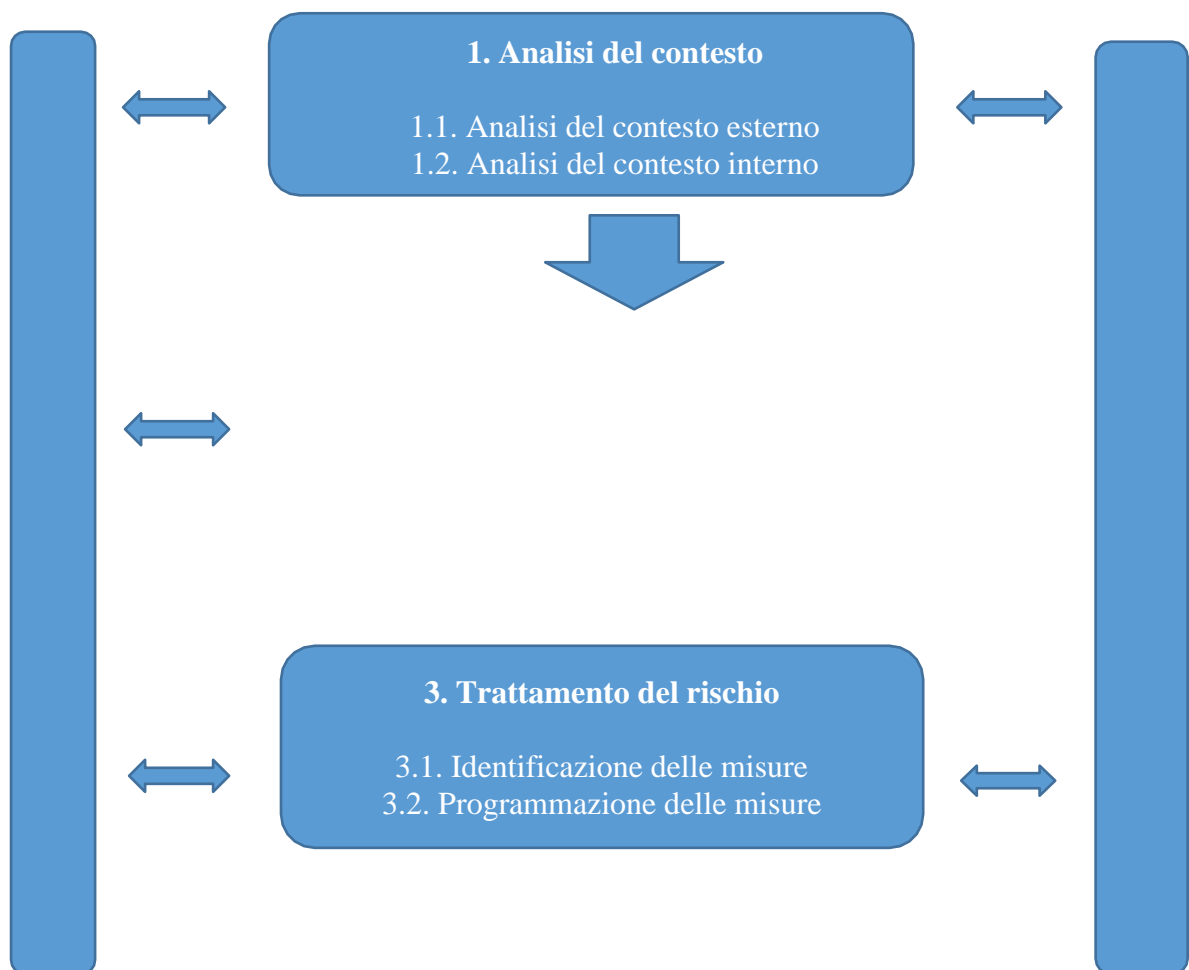 1. Analisi del contesto
1.1. Analisi del contesto esterno
1.2. Analisi del contesto interno
3. Trattamento del rischio
3.1. Identificazione delle misure
3.2. Programmazione delle misure